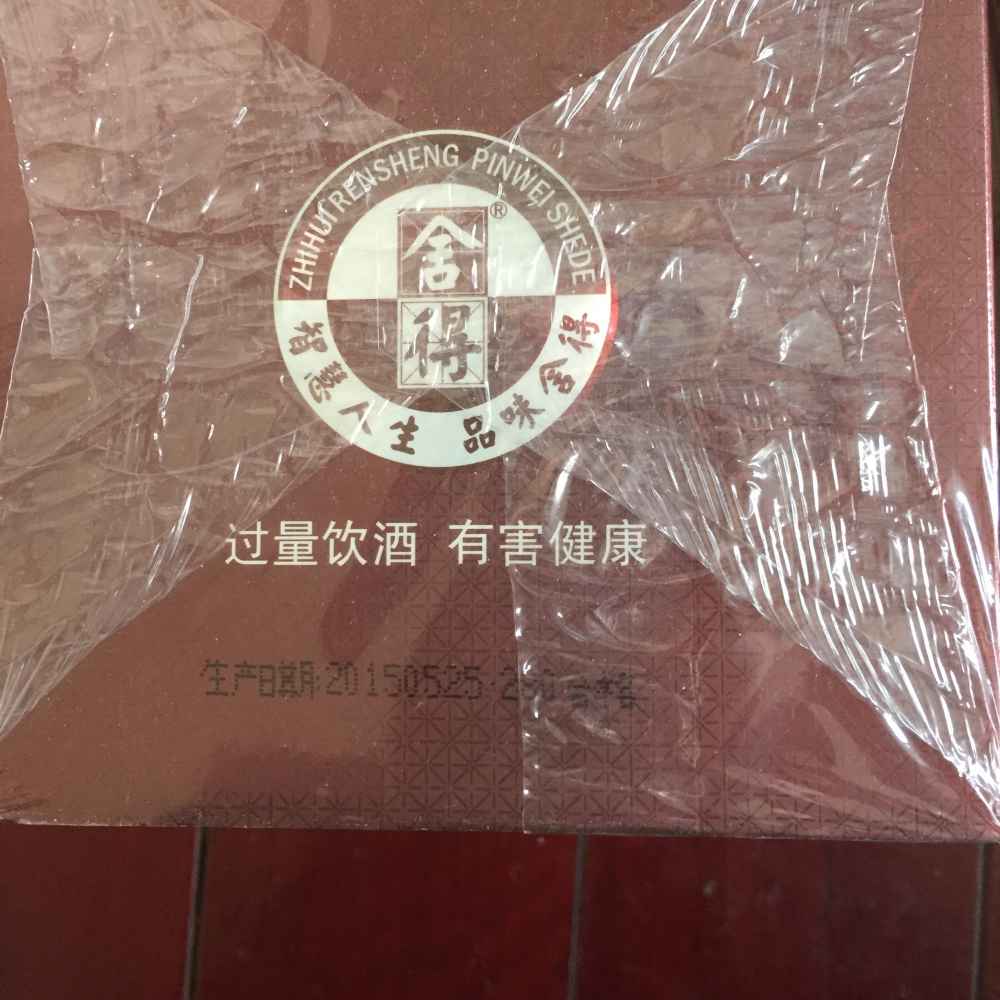 ZHIHUI RENSHENG PINWEI SHEDE
舍得®
智慧人生 品味舍得
过量饮酒 有害健康
生产日期:20150525